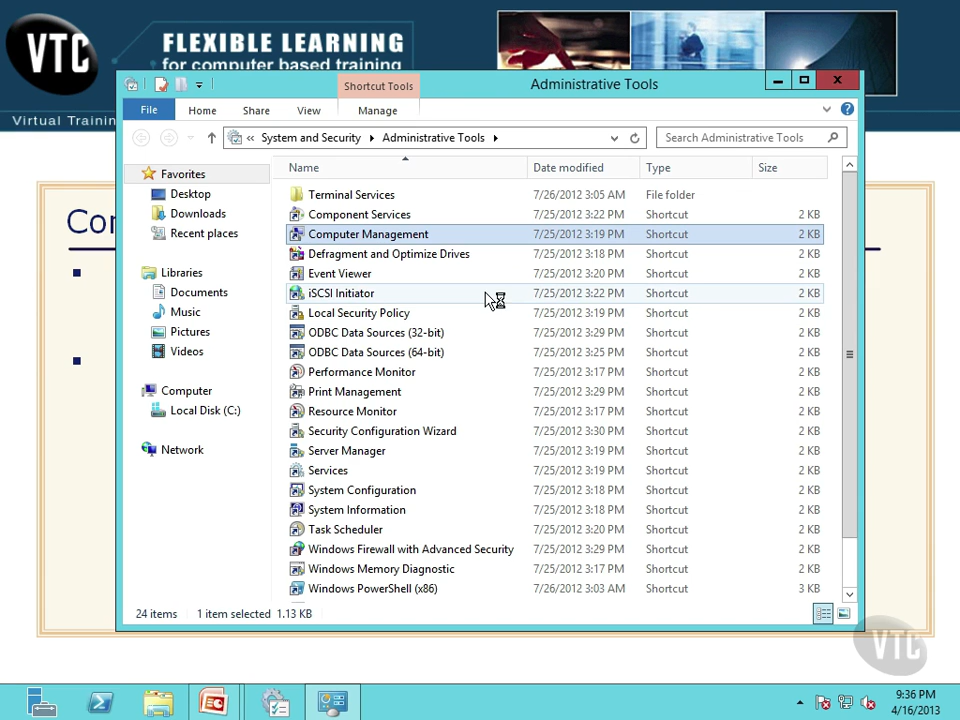 VTC
FLEXIBLE LEARNING
for computer based training
Virtual Trainin
Shortcut Tools
Administrative Tools
File
Home
Share
View
Manage
« System and Security Administrative Tools
Search Administrative Tools
Favorites
Desktop
Downloads
Recent places
Libraries
Documents
Music
Pictures
Videos
Computer
Local Disk (C:)
Network
Name Date modified Type Size
Terminal Services 7/26/2012 3:05 AM File folder
Component Services 7/25/2012 3:22 PM Shortcut 2 KB
Computer Management 7/25/2012 3:19 PM Shortcut 2 KB
Defragment and Optimize Drives 7/25/2012 3:18 PM Shortcut 2 KB
Event Viewer 7/25/2012 3:20 PM Shortcut 2 KB
iSCSI Initiator 7/25/2012 3:22 PM Shortcut 2 KB
Local Security Policy 7/25/2012 3:19 PM Shortcut 2 KB
ODBC Data Sources (32-bit) 7/25/2012 3:29 PM Shortcut 2 KB
ODBC Data Sources (64-bit) 7/25/2012 3:25 PM Shortcut 2 KB
Performance Monitor 7/25/2012 3:17 PM Shortcut 2 KB
Print Management 7/25/2012 3:29 PM Shortcut 2 KB
Resource Monitor 7/25/2012 3:17 PM Shortcut 2 KB
Security Configuration Wizard 7/25/2012 3:30 PM Shortcut 2 KB
Server Manager 7/25/2012 3:19 PM Shortcut 2 KB
Services 7/25/2012 3:19 PM Shortcut 2 KB
System Configuration 7/25/2012 3:18 PM Shortcut 2 KB
System Information 7/25/2012 3:18 PM Shortcut 2 KB
Task Scheduler 7/25/2012 3:20 PM Shortcut 2 KB
Windows Firewall with Advanced Security 7/25/2012 3:29 PM Shortcut 2 KB
Windows Memory Diagnostic 7/25/2012 3:17 PM Shortcut 2 KB
Windows PowerShell (x86) 7/26/2012 3:03 AM Shortcut 3 KB
24 items 1 item selected 1.13 KB
Co
VTC
9:36 PM
4/16/2013